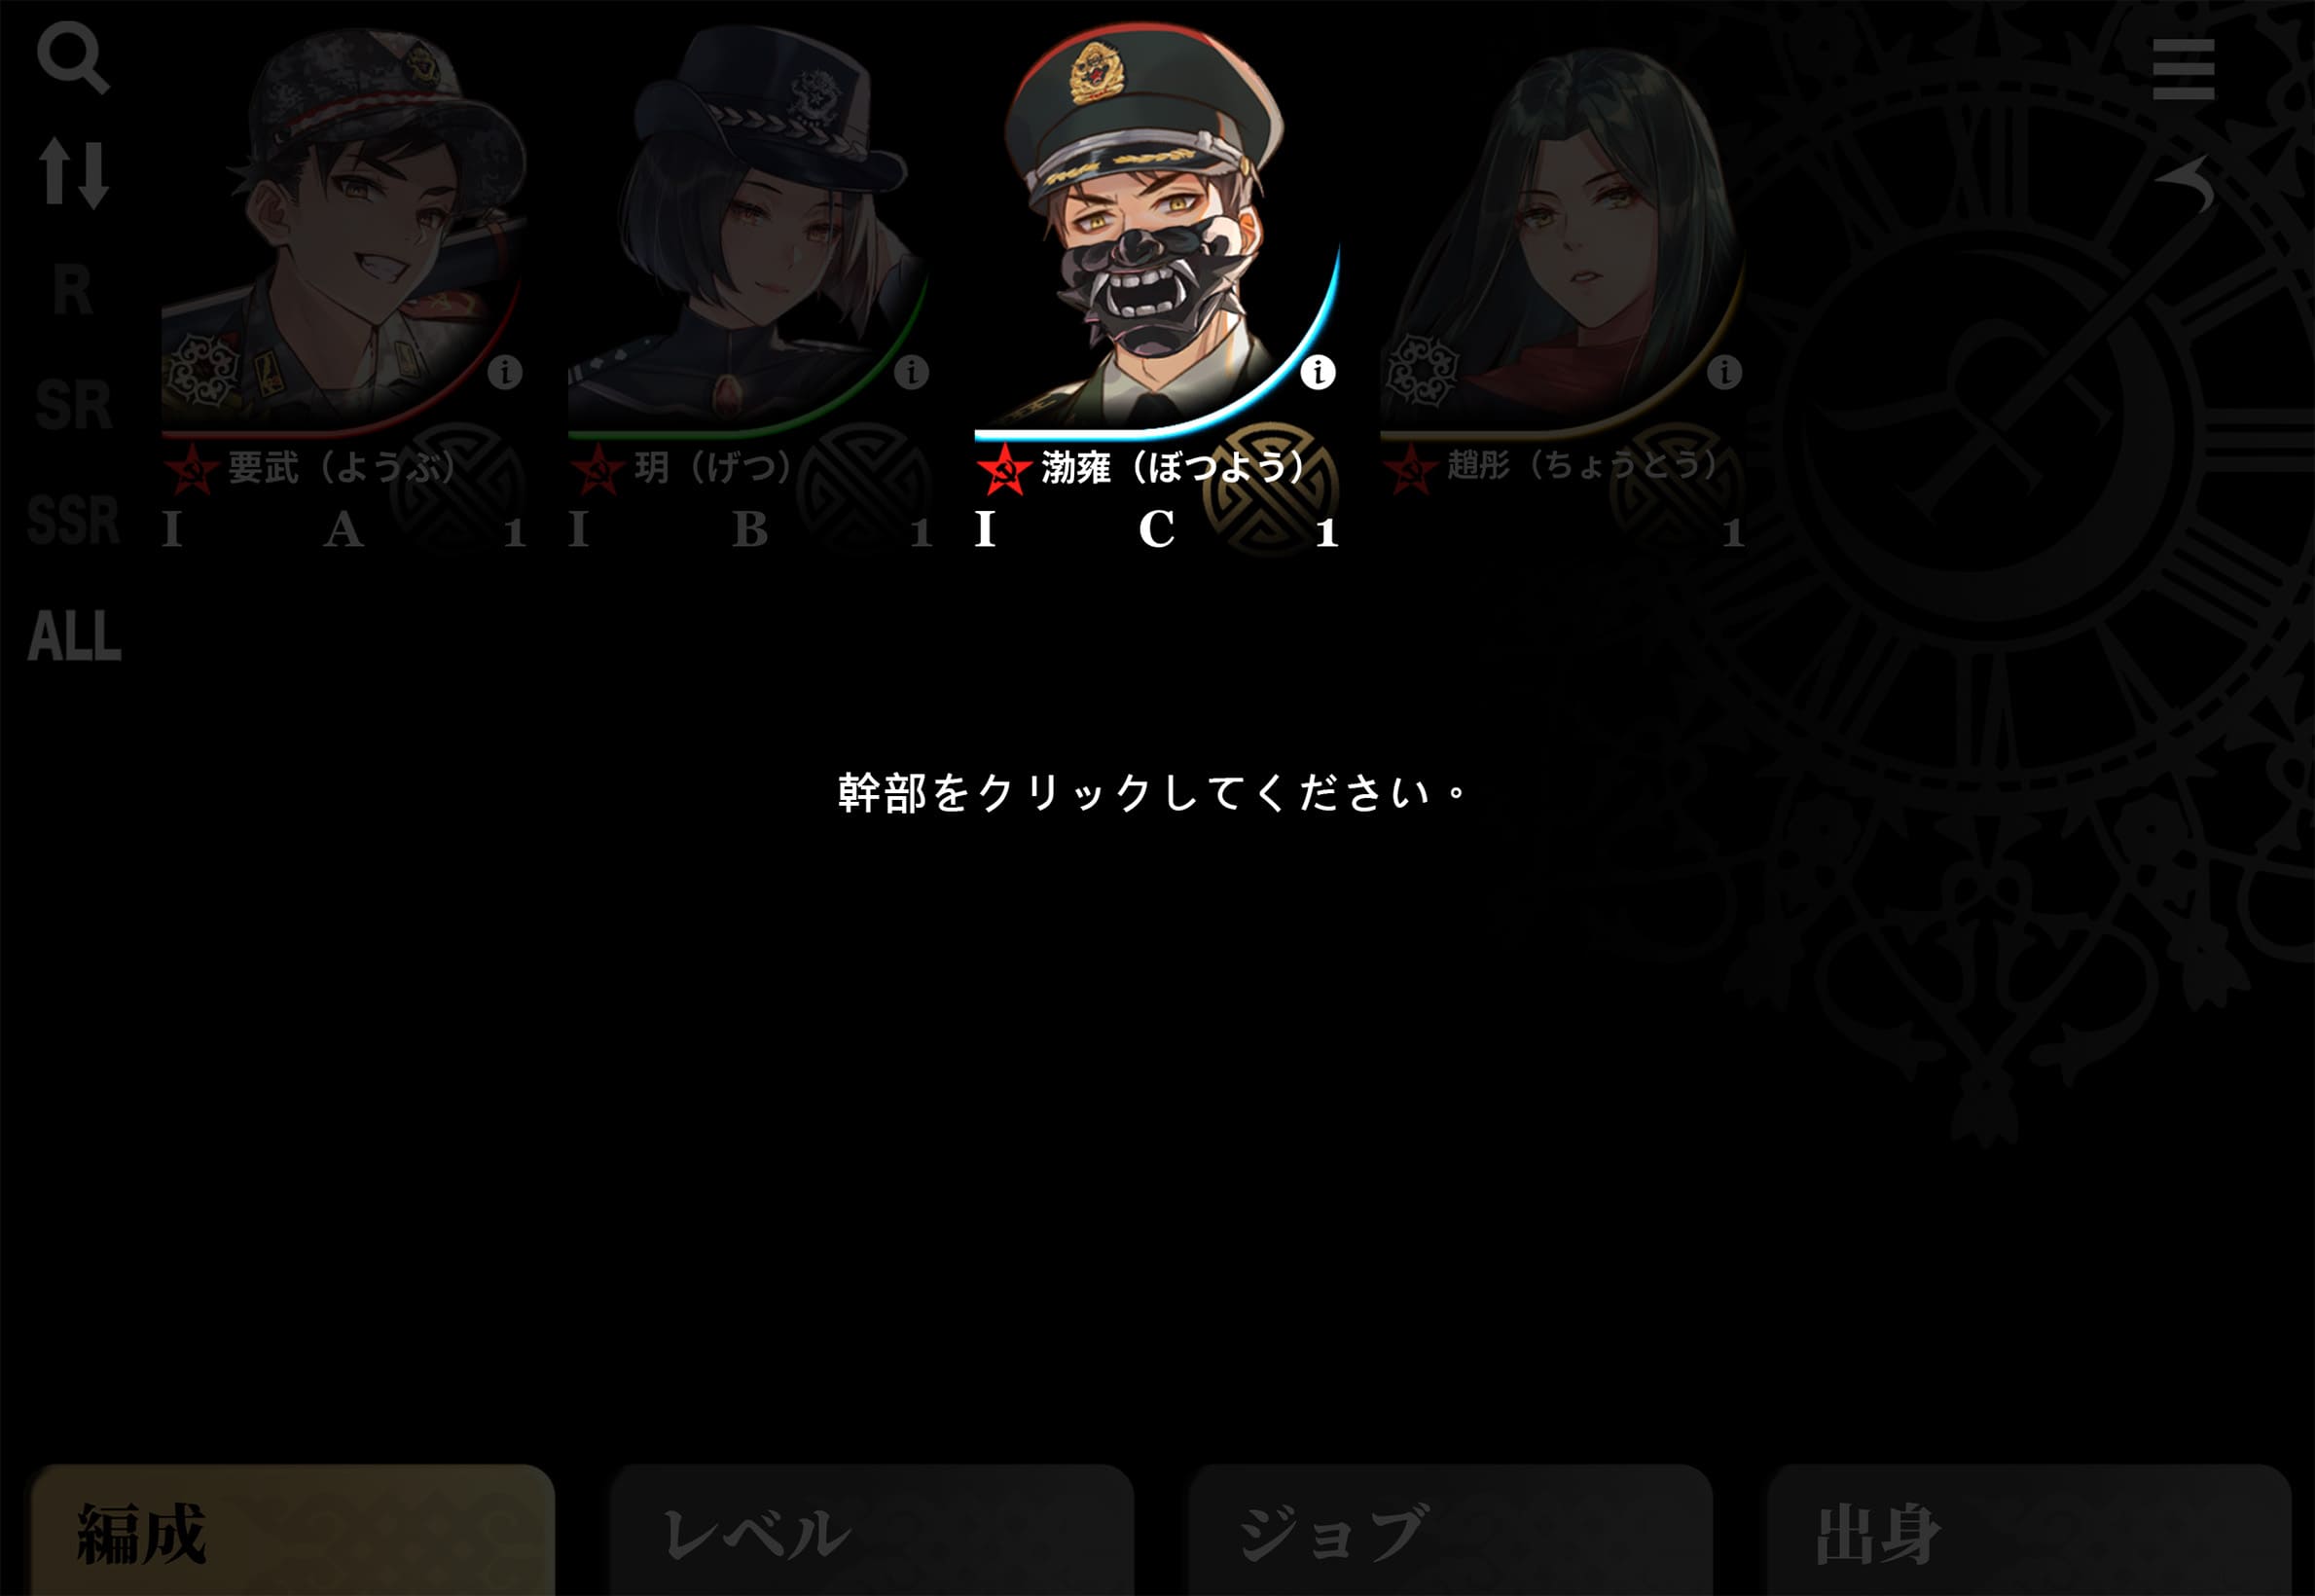 R
SR
SSR
ALL
要武（ようぶ）
I A 1
玥（げつ）
I B 1
渤雍（ぼつよう）
I C 1
趙彤（ちょうとう）
1
幹部をクリックしてください。
編成
レベル
ジョブ
出身